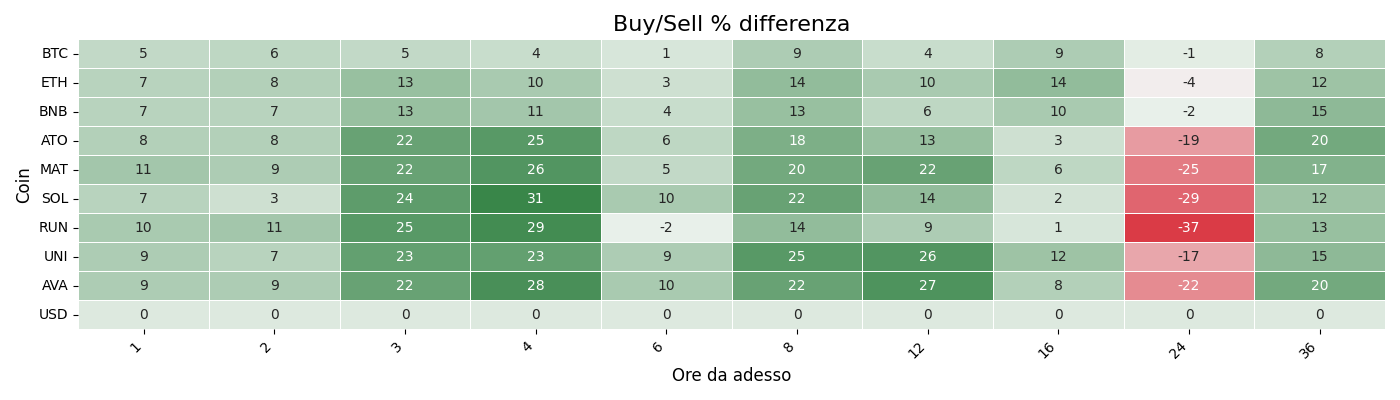 Buy/Sell % differenza
Coin
BTC 5 6 5 4 1 9 4 9 -1 8
ETH 7 8 13 10 3 14 10 14 -4 12
BNB 7 7 13 11 4 13 6 10 -2 15
ATO 8 8 22 25 6 18 13 3 -19 20
MAT 11 9 22 26 5 20 22 6 -25 17
SOL 7 3 24 31 10 22 14 2 -29 12
RUN 10 11 25 29 -2 14 9 1 -37 13
UNI 9 7 23 23 9 25 26 12 -17 15
AVA 9 9 22 28 10 22 27 8 -22 20
USD 0 0 0 0 0 0 0 0 0 0
1 2 3 4 6 8 12 16 24 36
Ore da adesso